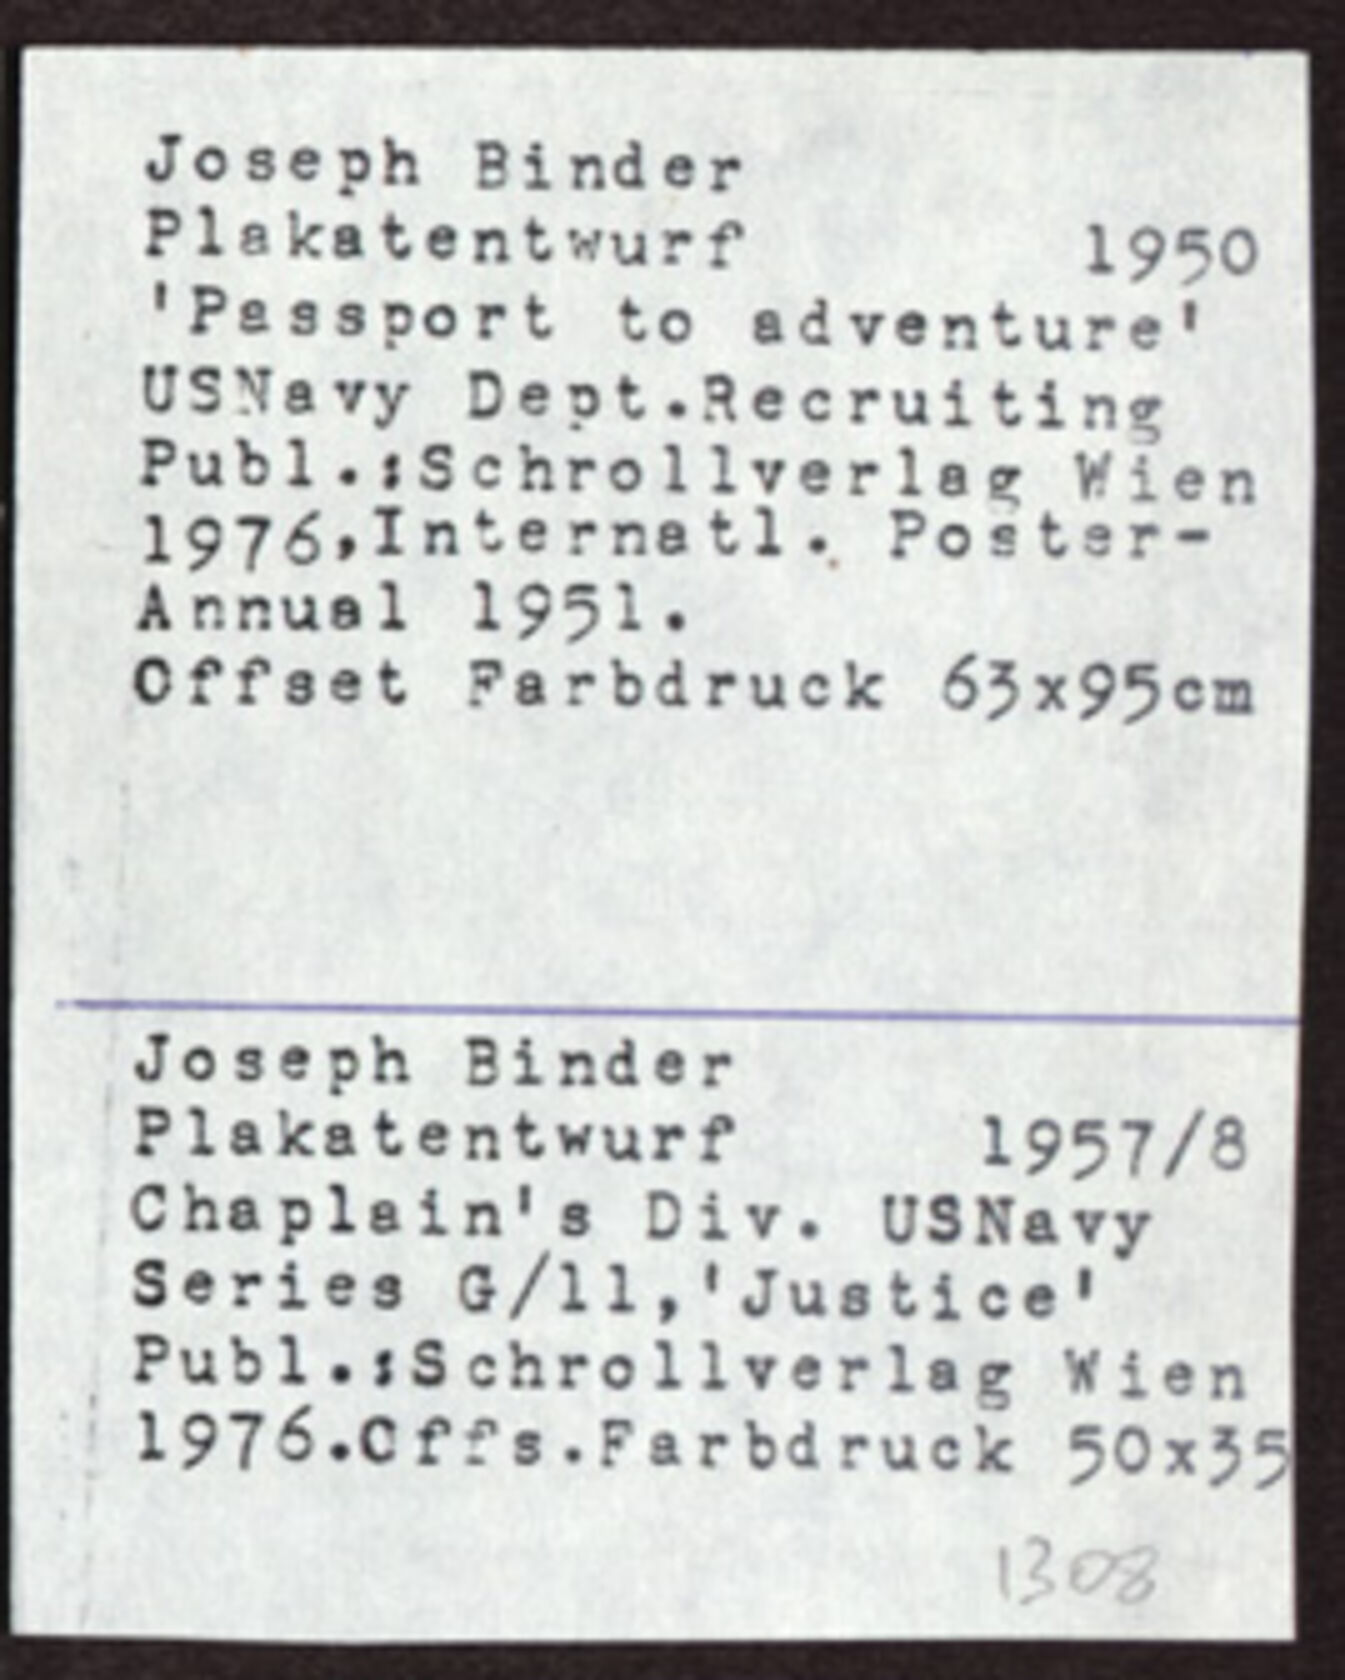 Joseph Binder
Plakatentwurf 1950
'Passport to adventure'
USNavy Dept.Recruiting
Publ.:Schrollverlag Wien
1976,Internatl. Poster-
Annual 1951.
Offset Farbdruck 63x95cm
Joseph Binder
Plakatentwurf 1957/8
Chaplain's Div. USNavy
Series G/11,'Justice'
Publ.:Schrollverlag Wien
1976.Offs.Farbdruck 50x35
1308